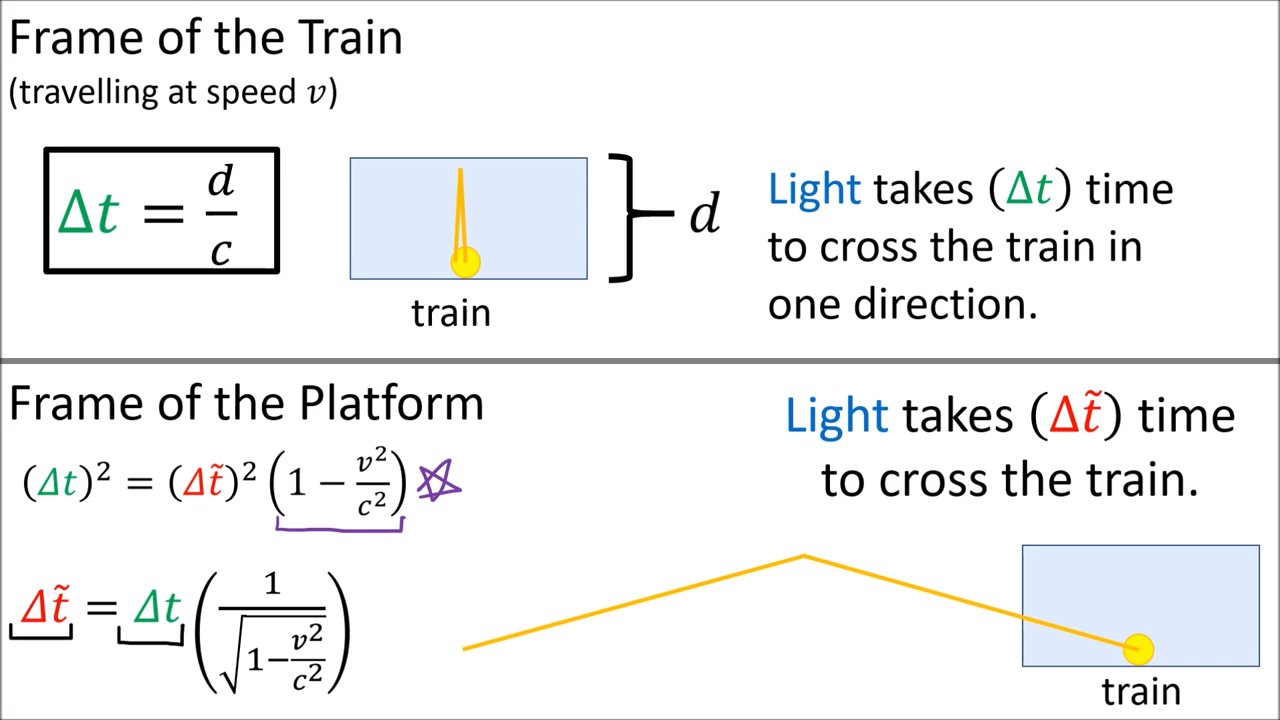 Frame of the Train
(travelling at speed v)
Δt = d/c
d
train
Light takes (Δt) time
to cross the train in
one direction.
Frame of the Platform
(Δt)² = (Δt̃)² (1 − v²/c²)
Δt̃ = Δt (1/√(1−v²/c²))
Light takes (Δt̃) time
to cross the train.
train